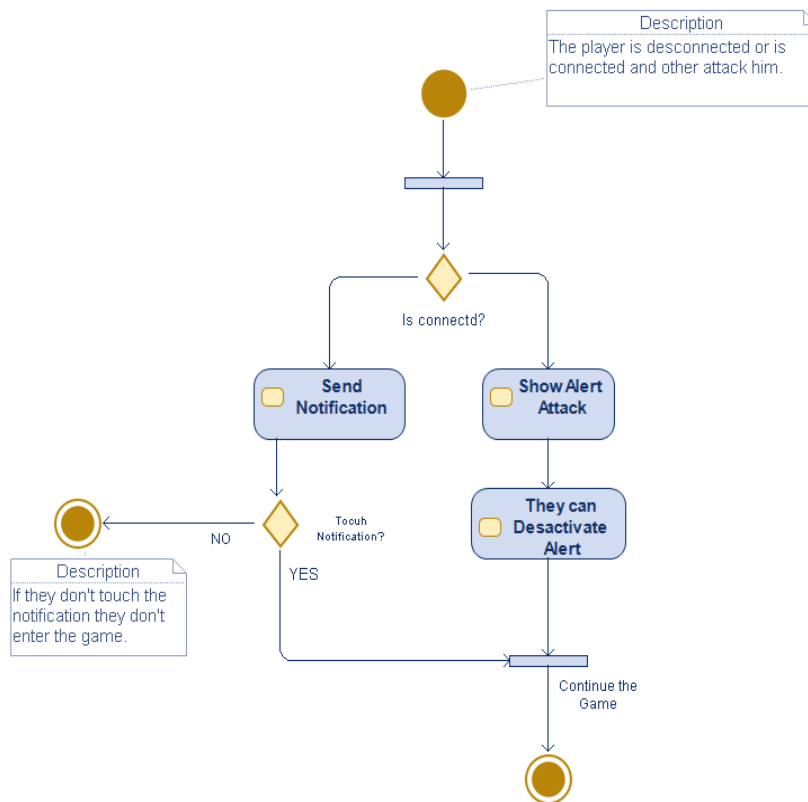 Description
The player is desconnected or is
connected and other attack him.
Is connectd?
Send
Notification
Show Alert
Attack
They can
Desactivate
Alert
Tocuh
Notification?
NO
YES
Description
If they don't touch the
notification they don't
enter the game.
Continue the
Game